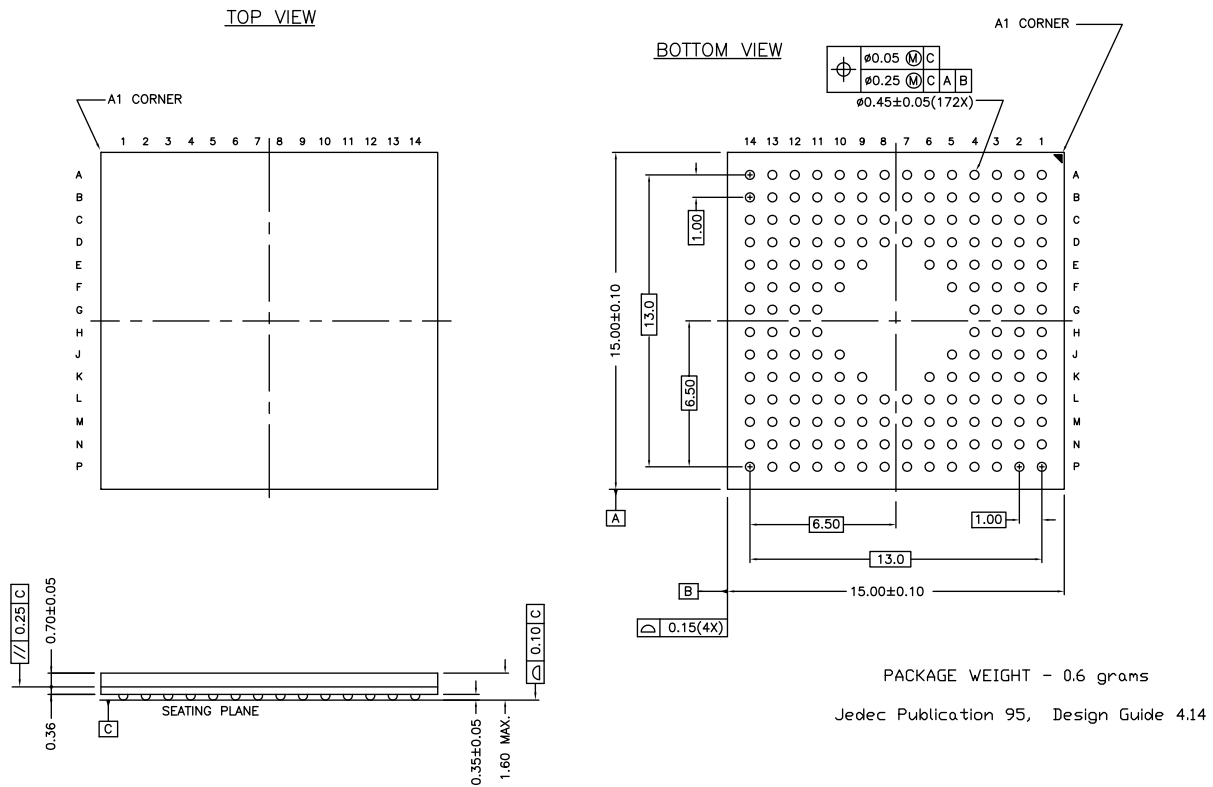 TOP VIEW
A1 CORNER
1 2 3 4 5 6 7 8 9 10 11 12 13 14
A
B
C
D
E
F
G
H
J
K
L
M
N
P
BOTTOM VIEW
A1 CORNER
ø0.05 Ⓜ C
ø0.25 Ⓜ C A B
ø0.45±0.05(172X)
14 13 12 11 10 9 8 7 6 5 4 3 2 1
A
B
C
D
E
F
G
H
J
K
L
M
N
P
1.00
15.00±0.10
13.0
6.50
A
6.50
1.00
13.0
B
15.00±0.10
0.15(4X)
// 0.25 C
0.70±0.05
0.36
SEATING PLANE
C
0.35±0.05
1.60 MAX.
0.10 C
PACKAGE WEIGHT - 0.6 grams
Jedec Publication 95, Design Guide 4.14